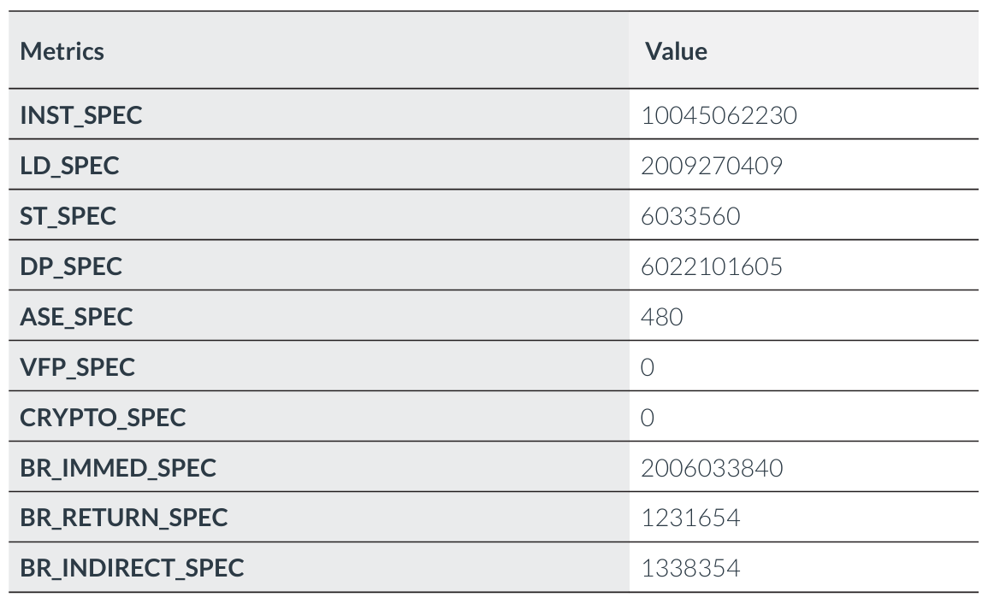 Metrics Value
INST_SPEC 10045062230
LD_SPEC 2009270409
ST_SPEC 6033560
DP_SPEC 6022101605
ASE_SPEC 480
VFP_SPEC 0
CRYPTO_SPEC 0
BR_IMMED_SPEC 2006033840
BR_RETURN_SPEC 1231654
BR_INDIRECT_SPEC 1338354